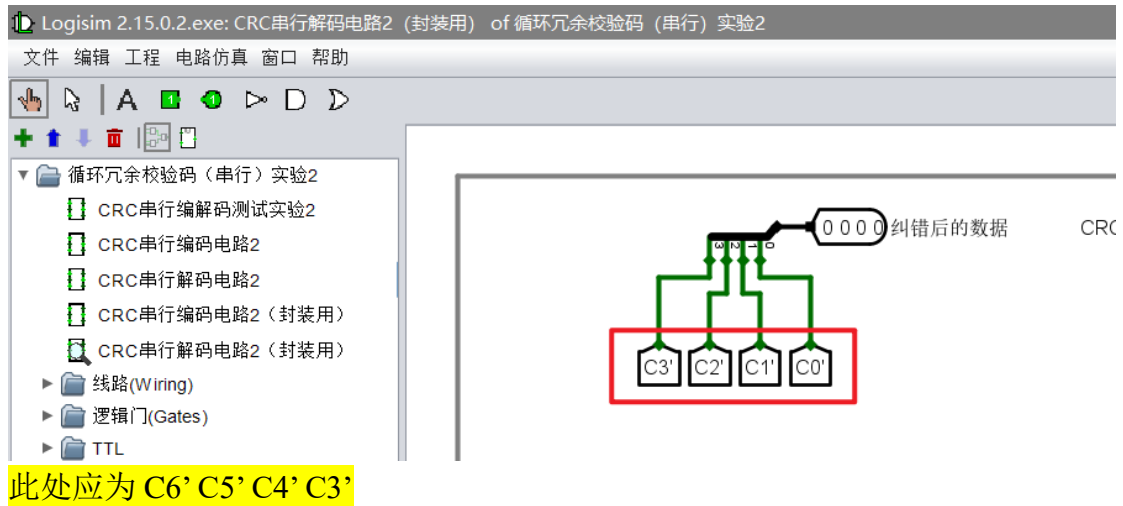 Logisim 2.15.0.2.exe: CRC串行解码电路2（封装用） of 循环冗余校验码（串行）实验2
文件 编辑 工程 电路仿真 窗口 帮助
A 1 1
循环冗余校验码（串行）实验2
CRC串行编解码测试实验2
CRC串行编码电路2
CRC串行解码电路2
CRC串行编码电路2（封装用）
CRC串行解码电路2（封装用）
线路(Wiring)
逻辑门(Gates)
TTL
0 0 0 0 纠错后的数据 CRC
3 2 1 0
C3' C2' C1' C0'
此处应为 C6’ C5’ C4’ C3’